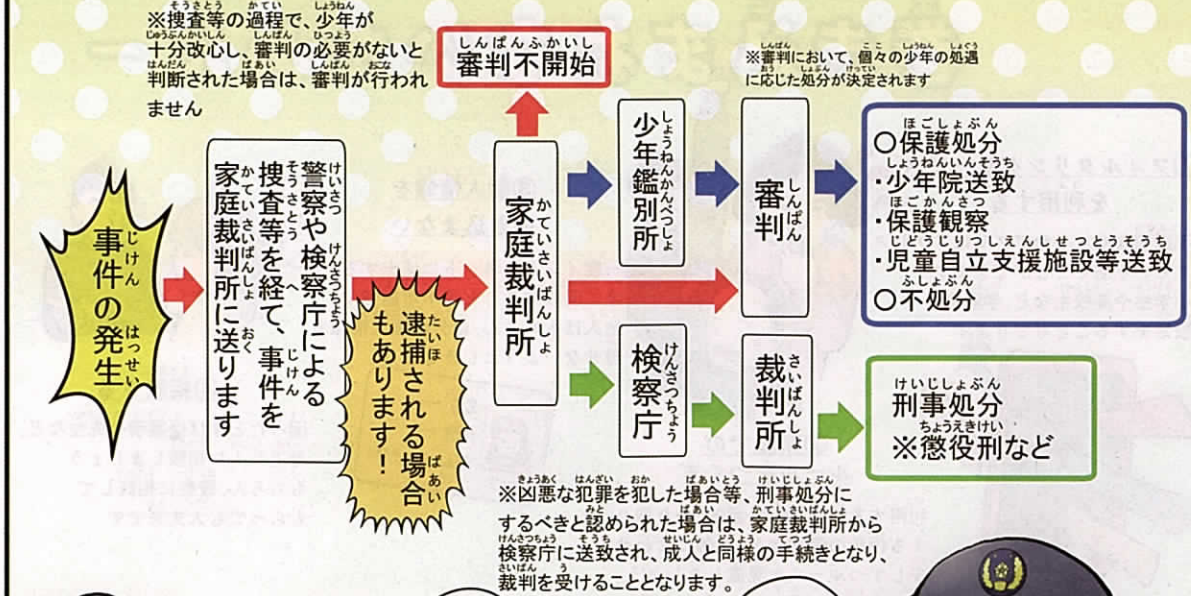 ※捜査等の過程で、少年が
十分改心し、審判の必要がないと
判断された場合は、審判が行われ
ません
審判不開始
※審判において、個々の少年の処遇
に応じた処分が決定されます
事件の発生
警察や検察庁による
捜査等を経て、事件を
家庭裁判所に送ります
逮捕される場合
もあります!
家庭裁判所
少年鑑別所
審判
○保護処分
・少年院送致
・保護観察
・児童自立支援施設等送致
○不処分
検察庁
裁判所
刑事処分
※懲役刑など
※凶悪な犯罪を犯した場合等、刑事処分に
するべきと認められた場合は、家庭裁判所から
検察庁に送致され、成人と同様の手続きとなり、
裁判を受けることとなります。